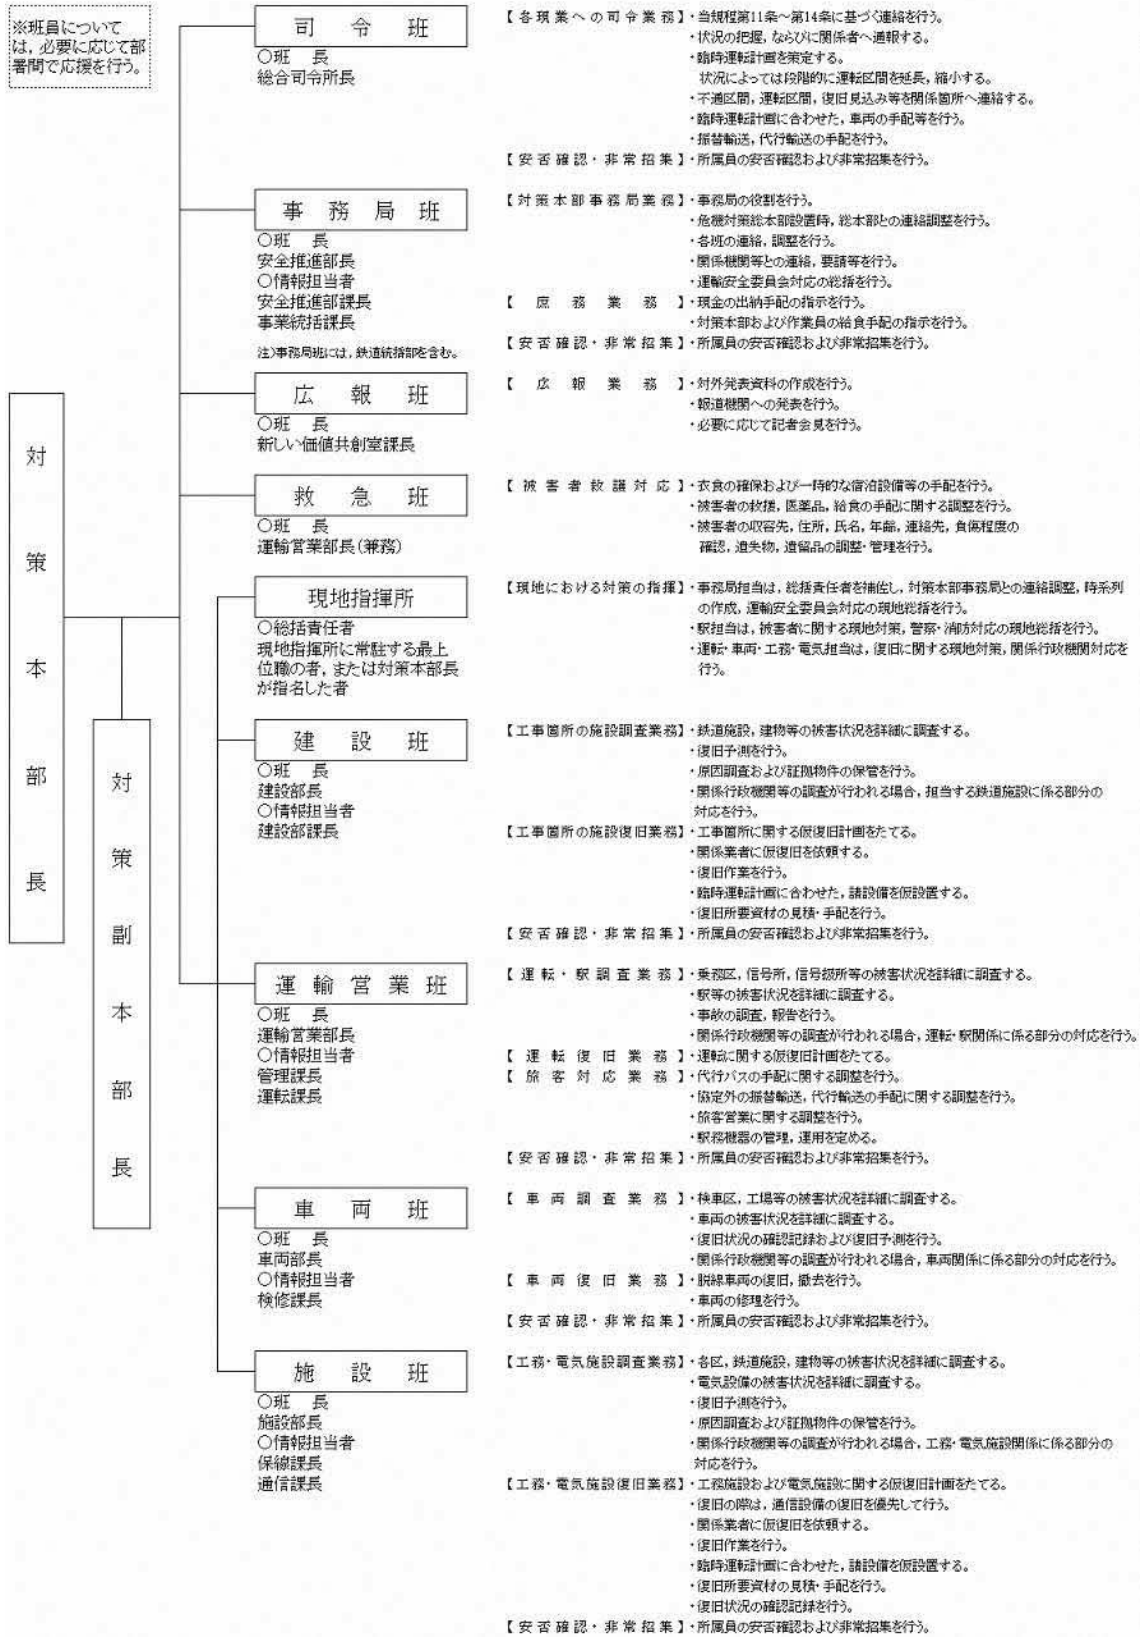 ※班員について
は，必要に応じて部
署間で応援を行う。
対策本部長
対策副本部長
司令班
〇班　長
総合司令所長
【各現業への司令業務】・当規程第11条～第14条に基づく連絡を行う。
・状況の把握，ならびに関係者へ通報する。
・臨時運転計画を策定する。
状況によっては段階的に運転区間を延長，縮小する。
・不通区間，運転区間，復旧見込み等を関係箇所へ連絡する。
・臨時運転計画に合わせた，車両の手配等を行う。
・振替輸送，代行輸送の手配を行う。
【安否確認・非常招集】・所属員の安否確認および非常招集を行う。
事務局班
〇班　長
安全推進部長
〇情報担当者
安全推進部課長
事業統括課長
注）事務局班には，鉄道統括部を含む。
【対策本部事務局業務】・事務局の役割を行う。
・危機対策総本部設置時，総本部との連絡調整を行う。
・各班の連絡，調整を行う。
・関係機関等との連絡，要請等を行う。
・運輸安全委員会対応の総括を行う。
【庶務業務】・現金の出納手配の指示を行う。
・対策本部および作業員の給食手配の指示を行う。
【安否確認・非常招集】・所属員の安否確認および非常招集を行う。
広報班
〇班　長
新しい価値共創室課長
【広報業務】・対外発表資料の作成を行う。
・報道機関への発表を行う。
・必要に応じて記者会見を行う。
救急班
〇班　長
運輸営業部長（兼務）
【被害者救護対応】・衣食の確保および一時的な宿泊設備等の手配を行う。
・被害者の救援，医薬品，給食の手配に関する調整を行う。
・被害者の収容先，住所，氏名，年齢，連絡先，負傷程度の
確認，遺失物，遺留品の調整・管理を行う。
現地指揮所
〇総括責任者
現地指揮所に常駐する最上
位職の者，または対策本部長
が指名した者
【現地における対策の指揮】・事務局担当は，総括責任者を補佐し，対策本部事務局との連絡調整，時系列
の作成，運輸安全委員会対応の現地総括を行う。
・駅担当は，被害者に関する現地対策，警察・消防対応の現地総括を行う。
・運転・車両・工務・電気担当は，復旧に関する現地対策，関係行政機関対応を
行う。
建設班
〇班　長
建設部長
〇情報担当者
建設部課長
【工事箇所の施設調査業務】・鉄道施設，建物等の被害状況を詳細に調査する。
・復旧予測を行う。
・原因調査および証拠物件の保管を行う。
・関係行政機関等の調査が行われる場合，担当する鉄道施設に係る部分の
対応を行う。
【工事箇所の施設復旧業務】・工事箇所に関する仮復旧計画をたてる。
・関係業者に仮復旧を依頼する。
・復旧作業を行う。
・臨時運転計画に合わせた，諸設備を仮設置する。
・復旧所要資材の見積・手配を行う。
【安否確認・非常招集】・所属員の安否確認および非常招集を行う。
運輸営業班
〇班　長
運輸営業部長
〇情報担当者
管理課長
運転課長
【運転・駅調査業務】・乗務区，信号所，信号扱所等の被害状況を詳細に調査する。
・駅等の被害状況を詳細に調査する。
・事故の調査，報告を行う。
・関係行政機関等の調査が行われる場合，運転・駅関係に係る部分の対応を行う。
【運転復旧業務】・運転に関する仮復旧計画をたてる。
【旅客対応業務】・代行バスの手配に関する調整を行う。
・協定外の振替輸送，代行輸送の手配に関する調整を行う。
・旅客営業に関する調整を行う。
・駅務機器の管理，運用を定める。
【安否確認・非常招集】・所属員の安否確認および非常招集を行う。
車両班
〇班　長
車両部長
〇情報担当者
検修課長
【車両調査業務】・検車区，工場等の被害状況を詳細に調査する。
・車両の被害状況を詳細に調査する。
・復旧状況の確認記録および復旧予測を行う。
・関係行政機関等の調査が行われる場合，車両関係に係る部分の対応を行う。
【車両復旧業務】・脱線車両の復旧，撤去を行う。
・車両の修理を行う。
【安否確認・非常招集】・所属員の安否確認および非常招集を行う。
施設班
〇班　長
施設部長
〇情報担当者
保線課長
通信課長
【工務・電気施設調査業務】・各区，鉄道施設，建物等の被害状況を詳細に調査する。
・電気設備の被害状況を詳細に調査する。
・復旧予測を行う。
・原因調査および証拠物件の保管を行う。
・関係行政機関等の調査が行われる場合，工務・電気施設関係に係る部分の
対応を行う。
【工務・電気施設復旧業務】・工務施設および電気施設に関する仮復旧計画をたてる。
・復旧の際は，通信設備の復旧を優先して行う。
・関係業者に仮復旧を依頼する。
・復旧作業を行う。
・臨時運転計画に合わせた，諸設備を仮設置する。
・復旧所要資材の見積・手配を行う。
・復旧状況の確認記録を行う。
【安否確認・非常招集】・所属員の安否確認および非常招集を行う。